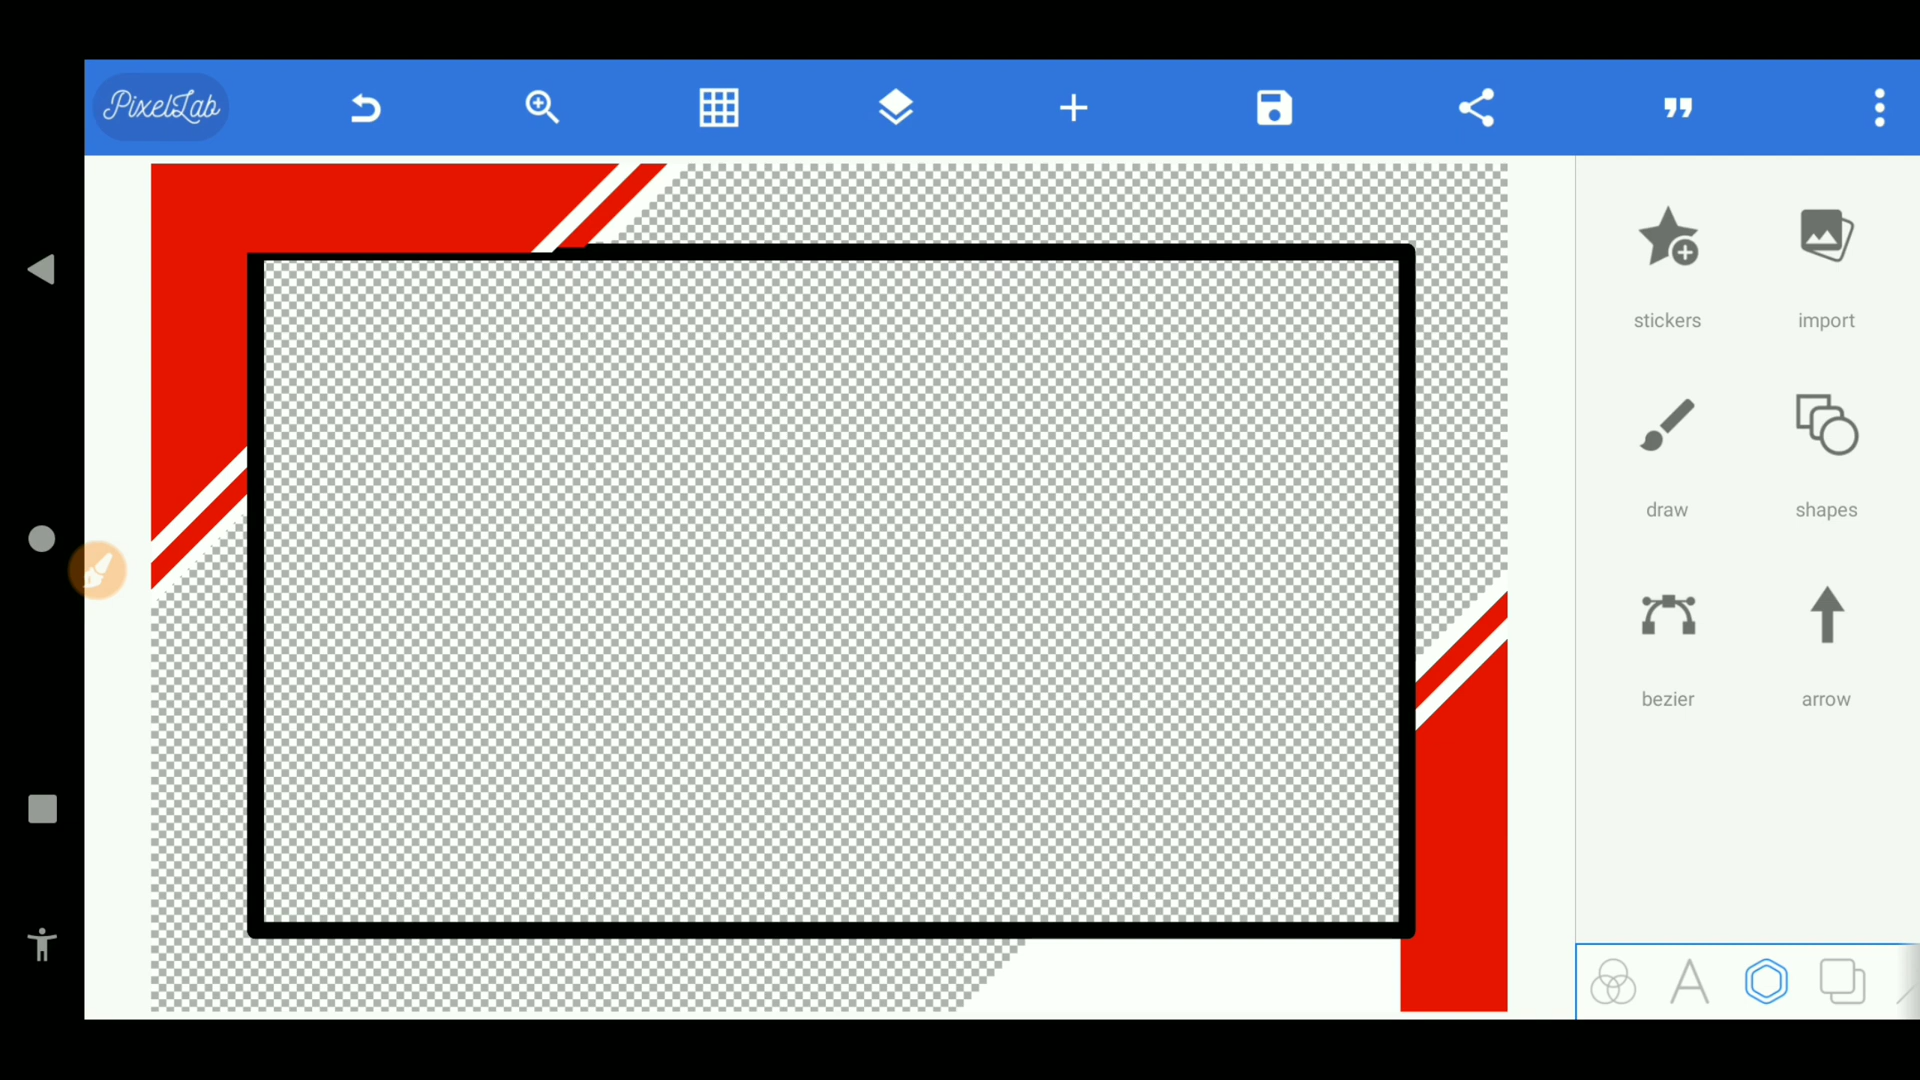 PixelLab
stickers
import
draw
shapes
bezier
arrow